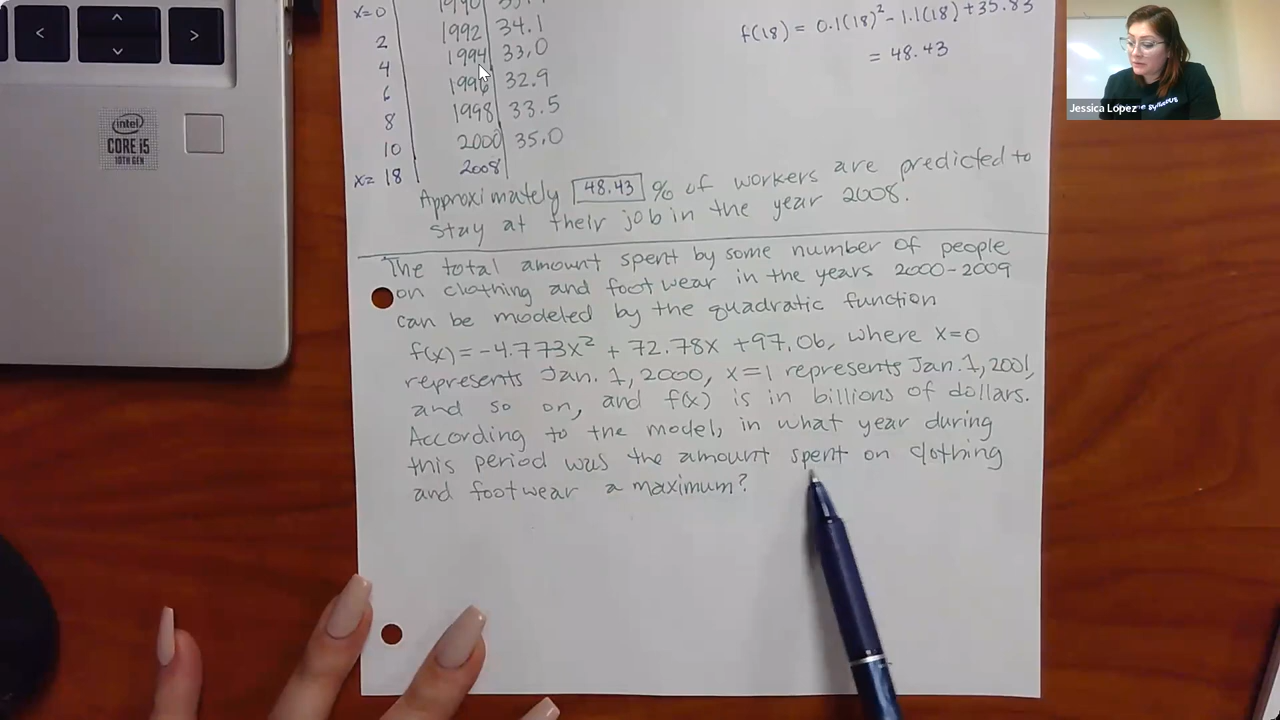 x=0 1990
f(18) = 0.1(18)² - 1.1(18) + 35.83
= 48.43
2 1992 34.1
4 1994 33.0
6 1996 32.9
8 1998 33.5
10 2000 35.0
x= 18 2008
Approximately 48.43 % of workers are predicted to
stay at their job in the year 2008.
The total amount spent by some number of people
on clothing and footwear in the years 2000-2009
can be modeled by the quadratic function
f(x) = -4.773x² + 72.78x +97.06, where x=0
represents Jan. 1, 2000, x=1 represents Jan. 1, 2001,
and so on, and f(x) is in billions of dollars.
According to the model, in what year during
this period was the amount spent on clothing
and footwear a maximum?
intel
CORE i5
10TH GEN
Jessica Lopez